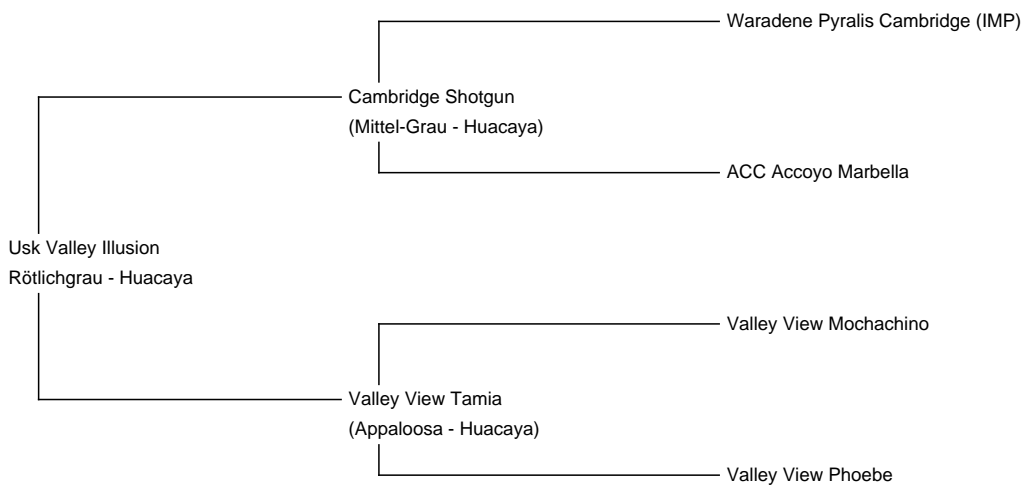 Waradene Pyralis Cambridge (IMP)
Cambridge Shotgun
(Mittel-Grau - Huacaya)
ACC Accoyo Marbella
Usk Valley Illusion
Rötlichgrau - Huacaya
Valley View Mochachino
Valley View Tamia
(Appaloosa - Huacaya)
Valley View Phoebe